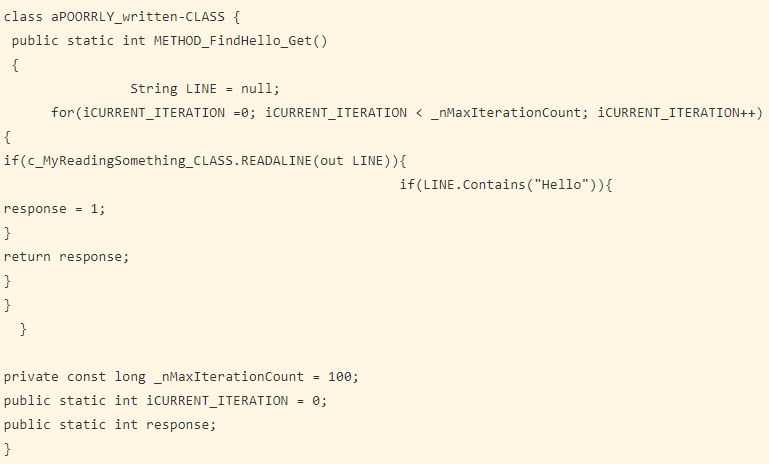 class aPOORRLY_written-CLASS {
 public static int METHOD_FindHello_Get()
 {
                String LINE = null;
      for(iCURRENT_ITERATION =0; iCURRENT_ITERATION < _nMaxIterationCount; iCURRENT_ITERATION++)
{
if(c_MyReadingSomething_CLASS.READALINE(out LINE)){
                                                  if(LINE.Contains("Hello")){
response = 1;
}
return response;
}
}
  }

private const long _nMaxIterationCount = 100;
public static int iCURRENT_ITERATION = 0;
public static int response;
}